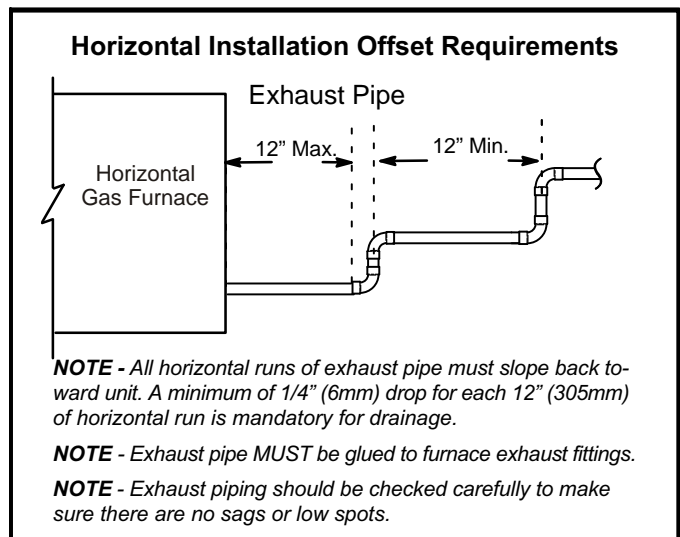 Horizontal Installation Offset Requirements
Exhaust Pipe
12” Max.
12” Min.
Horizontal
Gas Furnace
NOTE - All horizontal runs of exhaust pipe must slope back to-
ward unit. A minimum of 1/4” (6mm) drop for each 12” (305mm)
of horizontal run is mandatory for drainage.
NOTE - Exhaust pipe MUST be glued to furnace exhaust fittings.
NOTE - Exhaust piping should be checked carefully to make
sure there are no sags or low spots.